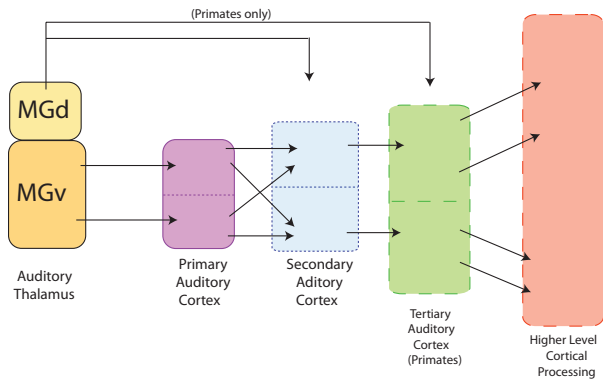 (Primates only)
MGd
MGv
Auditory
Thalamus
Primary
Auditory
Cortex
Secondary
Aditory
Cortex
Tertiary
Auditory
Cortex
(Primates)
Higher Level
Cortical
Processing